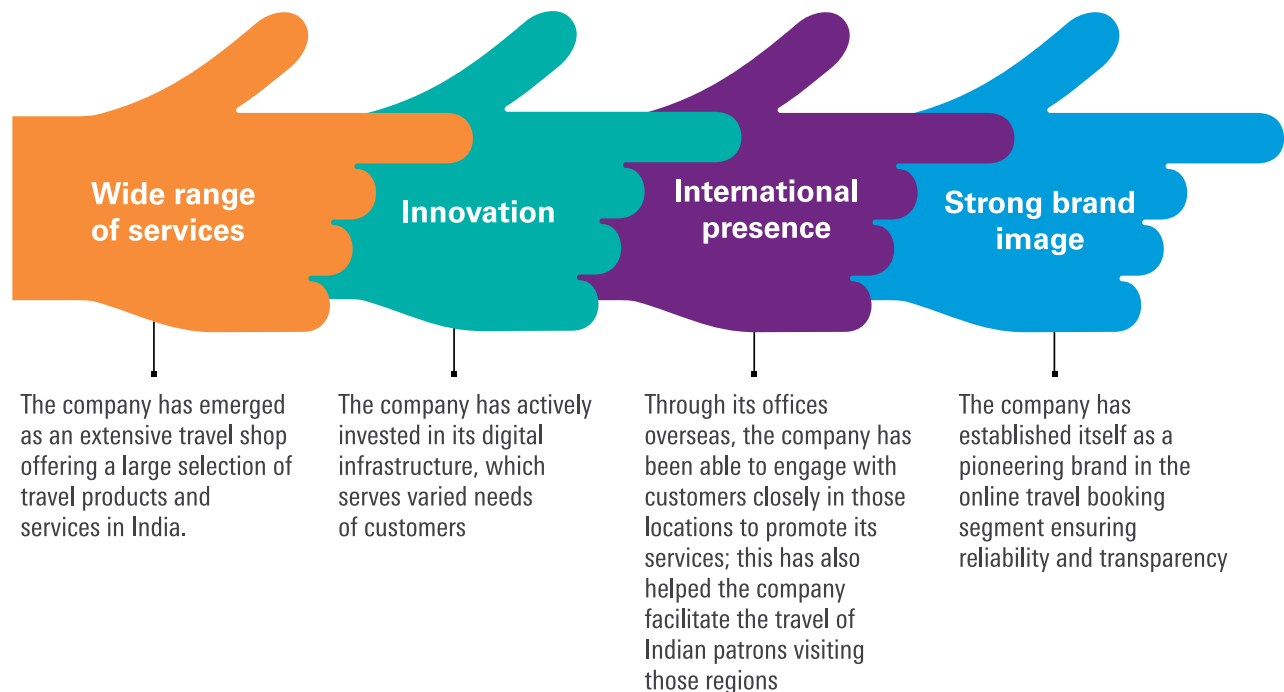 Wide range
of services
Innovation
International
presence
Strong brand
image
The company has emerged
as an extensive travel shop
offering a large selection of
travel products and
services in India.
The company has actively
invested in its digital
infrastructure, which
serves varied needs
of customers
Through its offices
overseas, the company has
been able to engage with
customers closely in those
locations to promote its
services; this has also
helped the company
facilitate the travel of
Indian patrons visiting
those regions
The company has
established itself as a
pioneering brand in the
online travel booking
segment ensuring
reliability and transparency